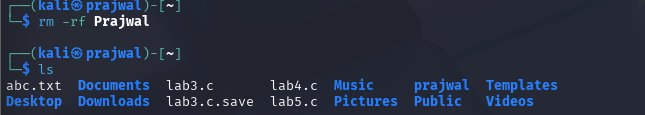 ┌──(kali㉿prajwal)-[~]
└─$ rm -rf Prajwal
┌──(kali㉿prajwal)-[~]
└─$ ls
abc.txt  Documents  lab3.c       lab4.c  Music     prajwal  Templates
Desktop  Downloads  lab3.c.save  lab5.c  Pictures  Public   Videos